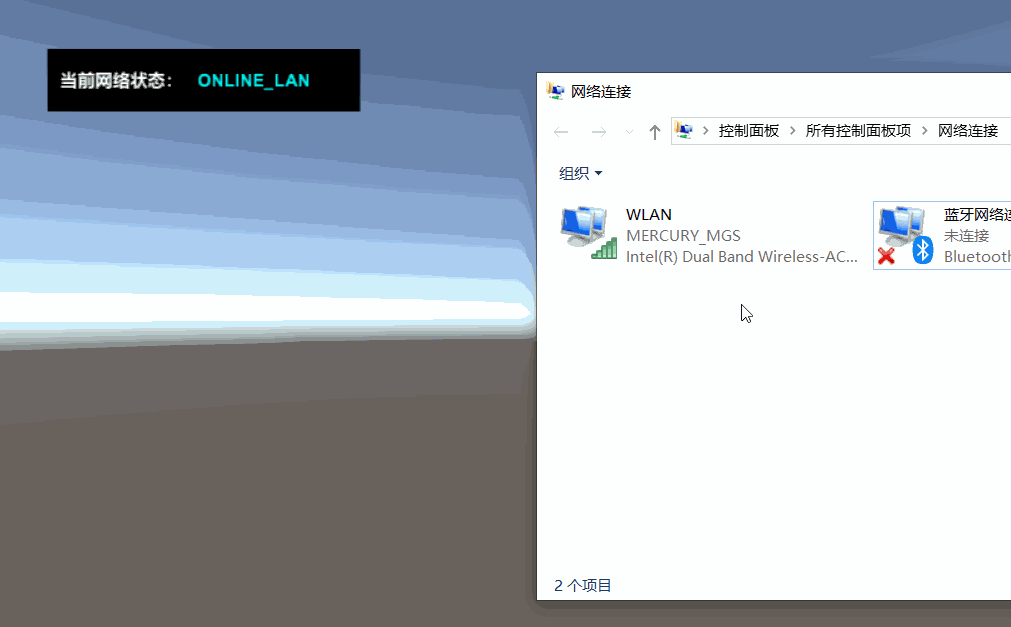 当前网络状态： ONLINE_LAN
网络连接
控制面板 > 所有控制面板项 > 网络连接
组织
WLAN
MERCURY_MGS
Intel(R) Dual Band Wireless-AC...
蓝牙网络连
未连接
Bluetooth
2 个项目